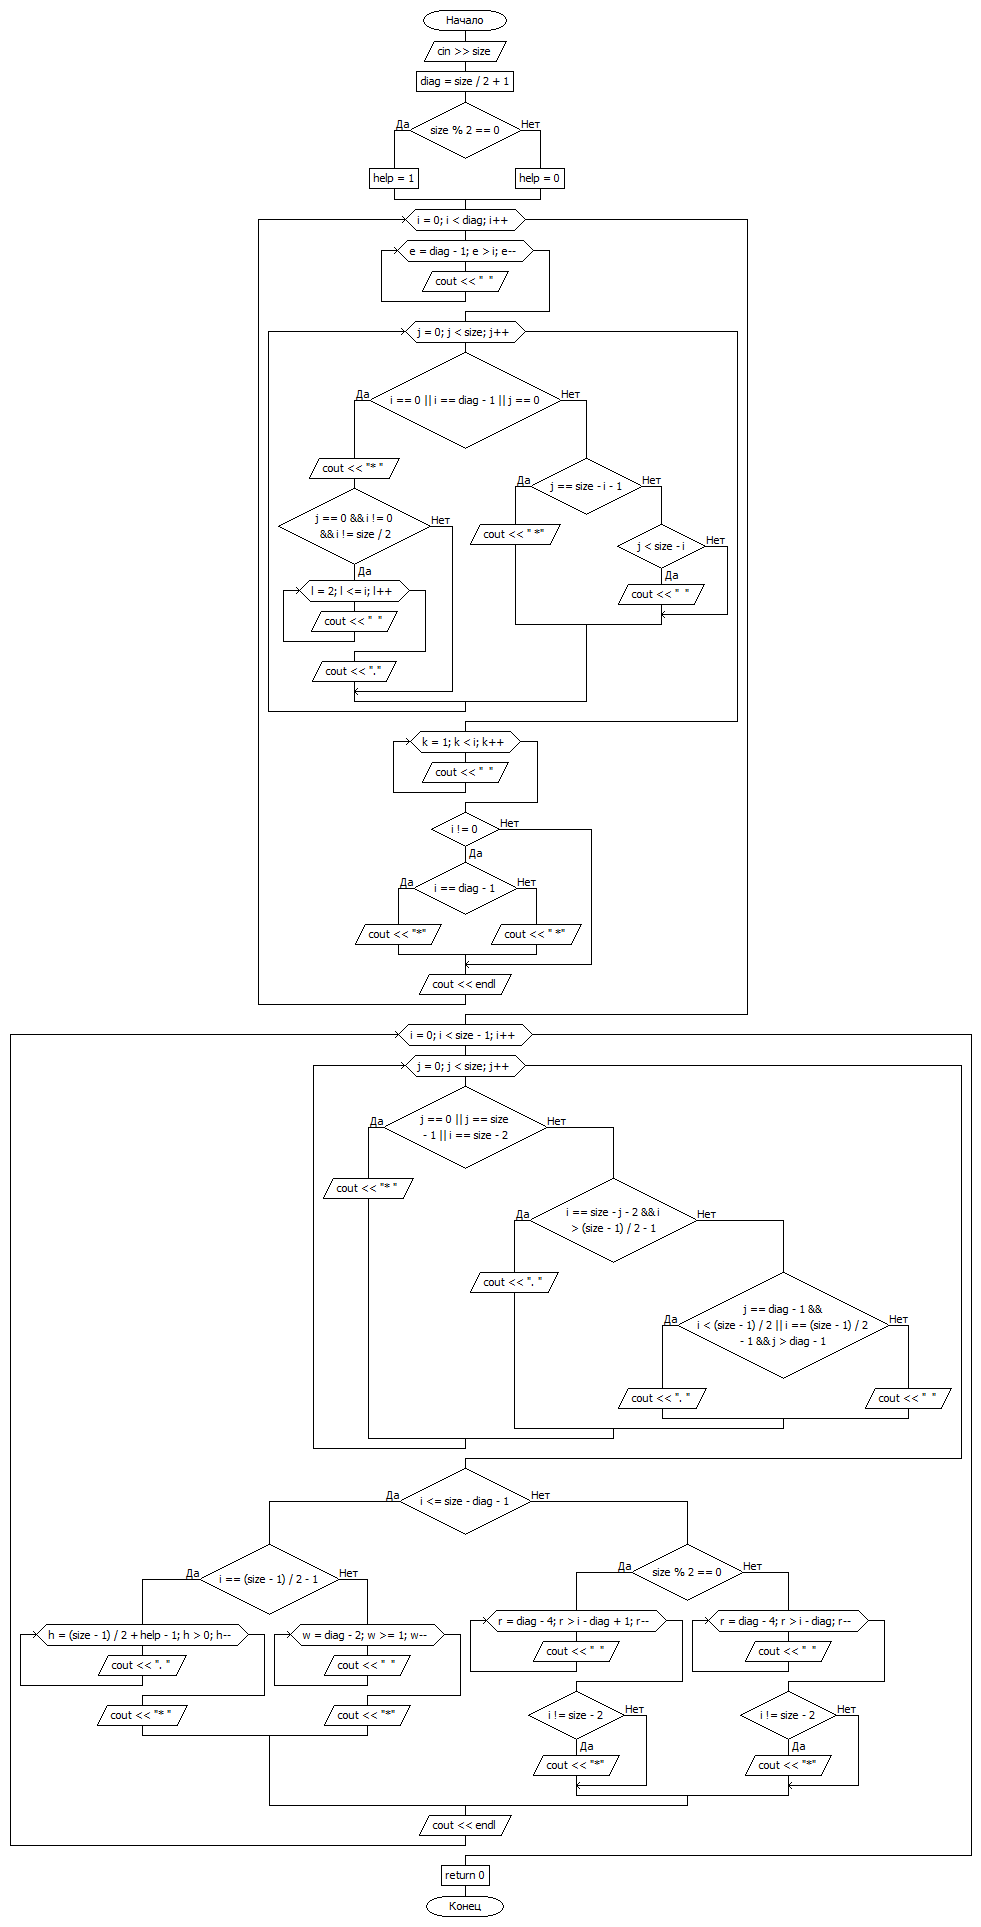 Начало
cin >> size
diag = size / 2 + 1
size % 2 == 0
Да
Нет
help = 1
help = 0
i = 0; i < diag; i++
e = diag - 1; e > i; e--
cout << "  "
j = 0; j < size; j++
i == 0 || i == diag - 1 || j == 0
Да
Нет
cout << "* "
j == 0 && i != 0
&& i != size / 2
Нет
Да
l = 2; l <= i; l++
cout << "  "
cout << "."
j == size - i - 1
Да
Нет
cout << " *"
j < size - i
Нет
Да
cout << "  "
k = 1; k < i; k++
cout << "  "
i != 0
Нет
Да
i == diag - 1
Да
Нет
cout << "*"
cout << " *"
cout << endl
i = 0; i < size - 1; i++
j = 0; j < size; j++
j == 0 || j == size
- 1 || i == size - 2
Да
Нет
cout << "* "
i == size - j - 2 && i
> (size - 1) / 2 - 1
Да
Нет
cout << ". "
j == diag - 1 &&
i < (size - 1) / 2 || i == (size - 1) / 2
- 1 && j > diag - 1
Да
Нет
cout << ". "
cout << "  "
i <= size - diag - 1
Да
Нет
i == (size - 1) / 2 - 1
Да
Нет
h = (size - 1) / 2 + help - 1; h > 0; h--
cout << ". "
cout << "* "
w = diag - 2; w >= 1; w--
cout << "  "
cout << "*"
size % 2 == 0
Да
Нет
r = diag - 4; r > i - diag + 1; r--
cout << "  "
i != size - 2
Нет
Да
cout << "*"
r = diag - 4; r > i - diag; r--
cout << "  "
i != size - 2
Нет
Да
cout << "*"
cout << endl
return 0
Конец